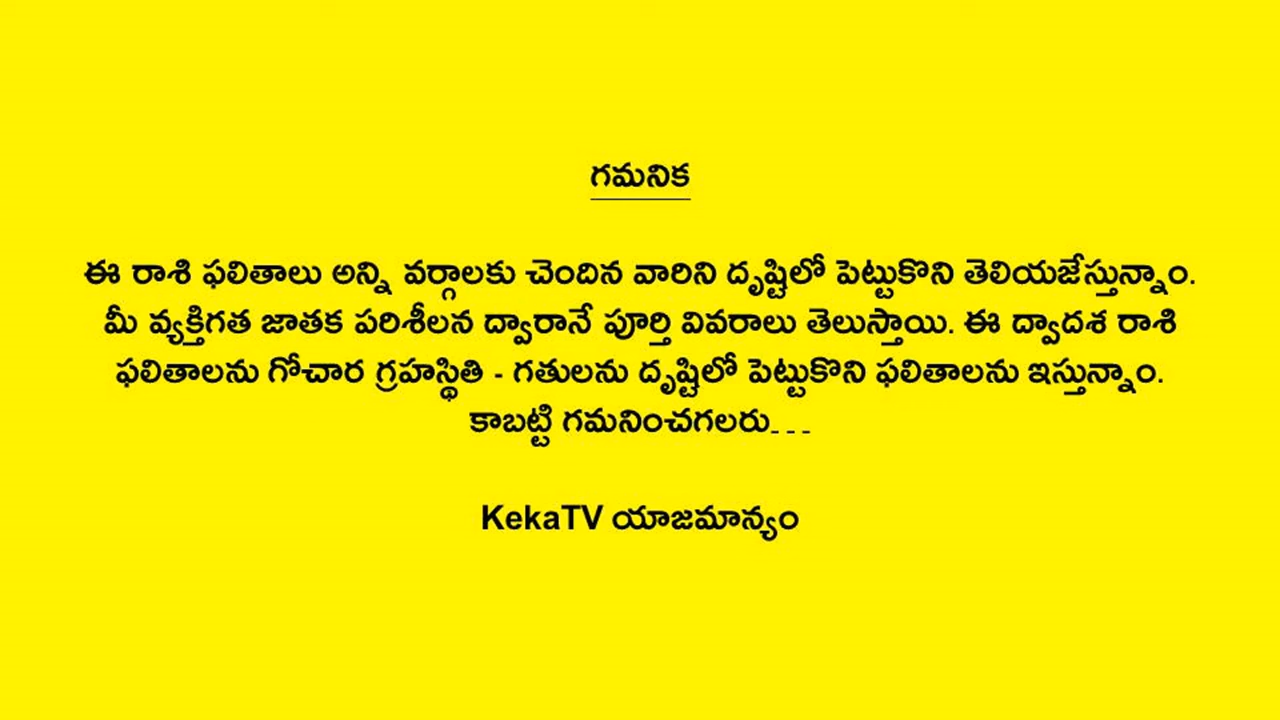 గమనిక
ఈ రాశి ఫలితాలు అన్ని వర్గాలకు చెందిన వారిని దృష్టిలో పెట్టుకొని తెలియజేస్తున్నాం.
మీ వ్యక్తిగత జాతక పరిశీలన ద్వారానే పూర్తి వివరాలు తెలుస్తాయి. ఈ ద్వాదశ రాశి
ఫలితాలను గోచార గ్రహస్థితి - గతులను దృష్టిలో పెట్టుకొని ఫలితాలను ఇస్తున్నాం.
కాబట్టి గమనించగలరు...
KekaTV యాజమాన్యం